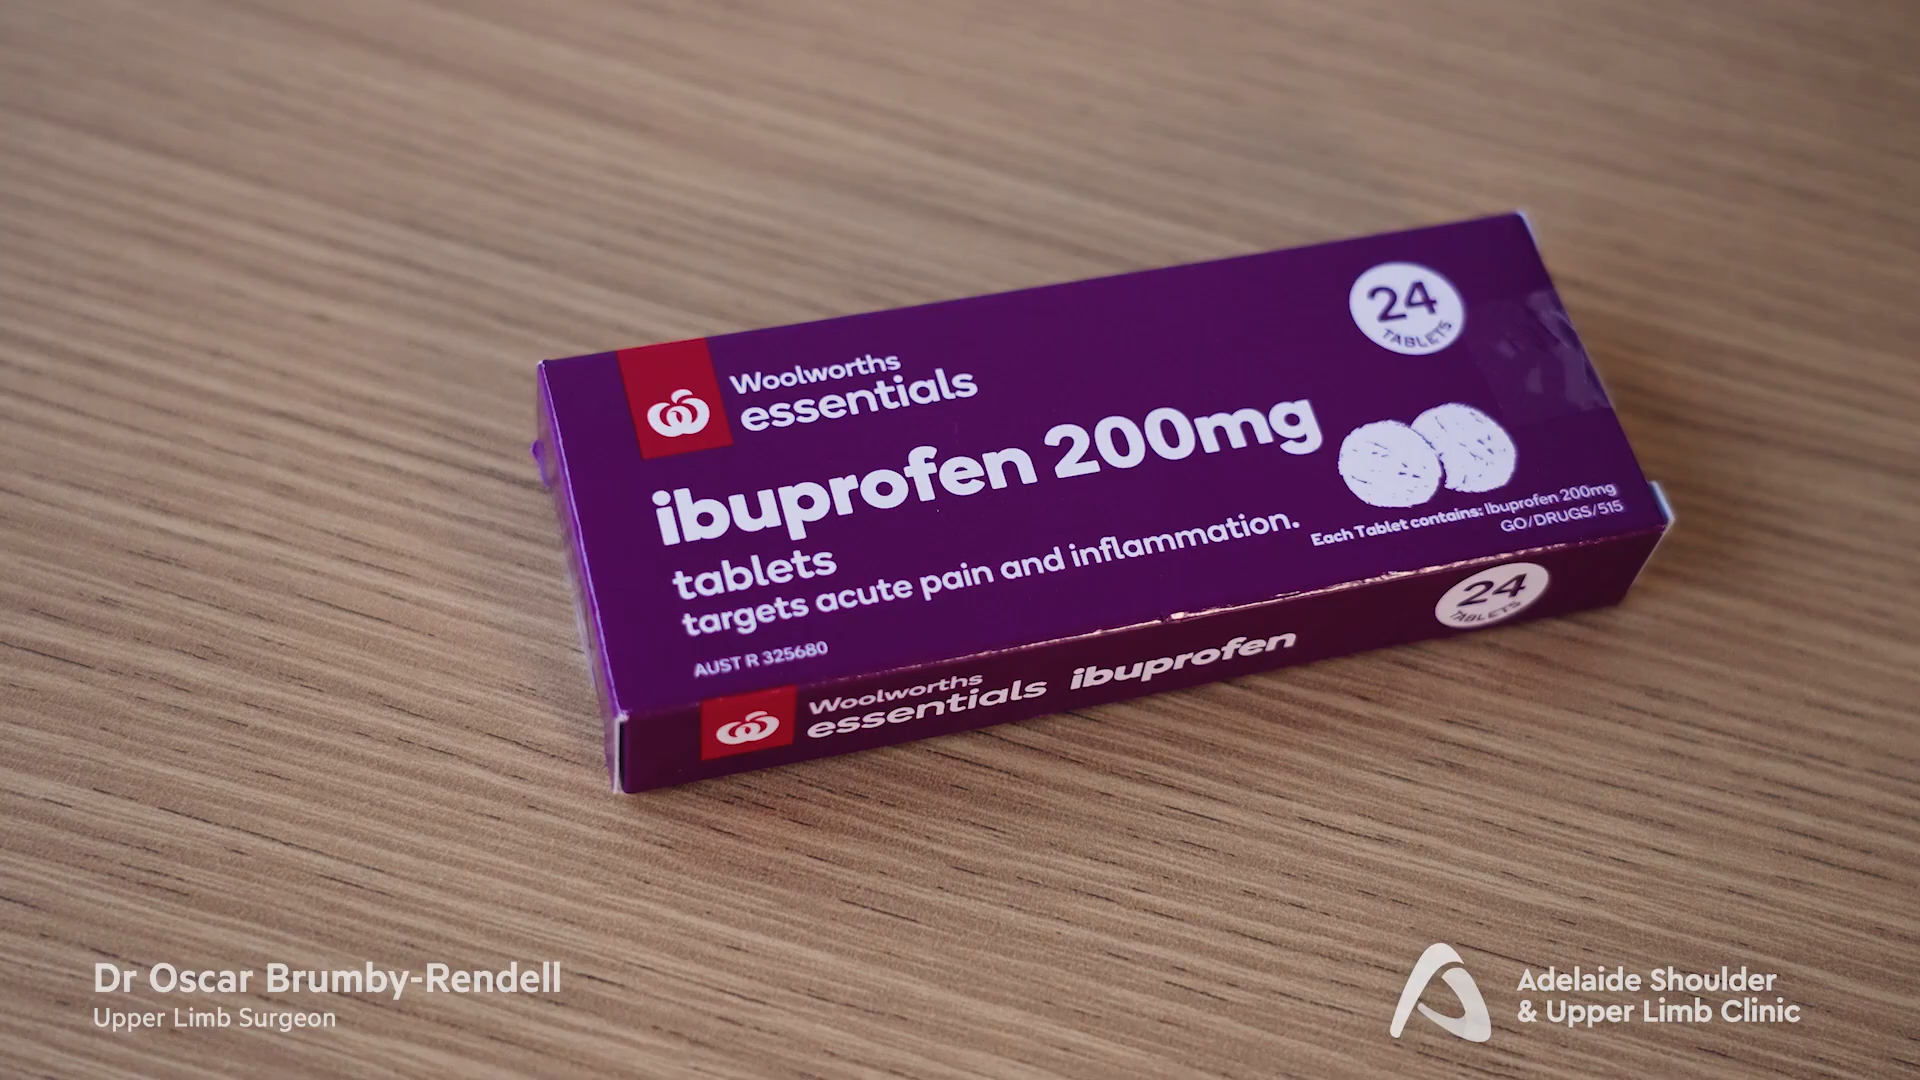 24
TABLETS
Woolworths
essentials
ibuprofen 200mg
tablets
targets acute pain and inflammation.
Each Tablet contains: Ibuprofen 200mg
GO/DRUGS/515
AUST R 325680
24
TABLETS
Woolworths
essentials ibuprofen
Dr Oscar Brumby-Rendell
Upper Limb Surgeon
Adelaide Shoulder
& Upper Limb Clinic